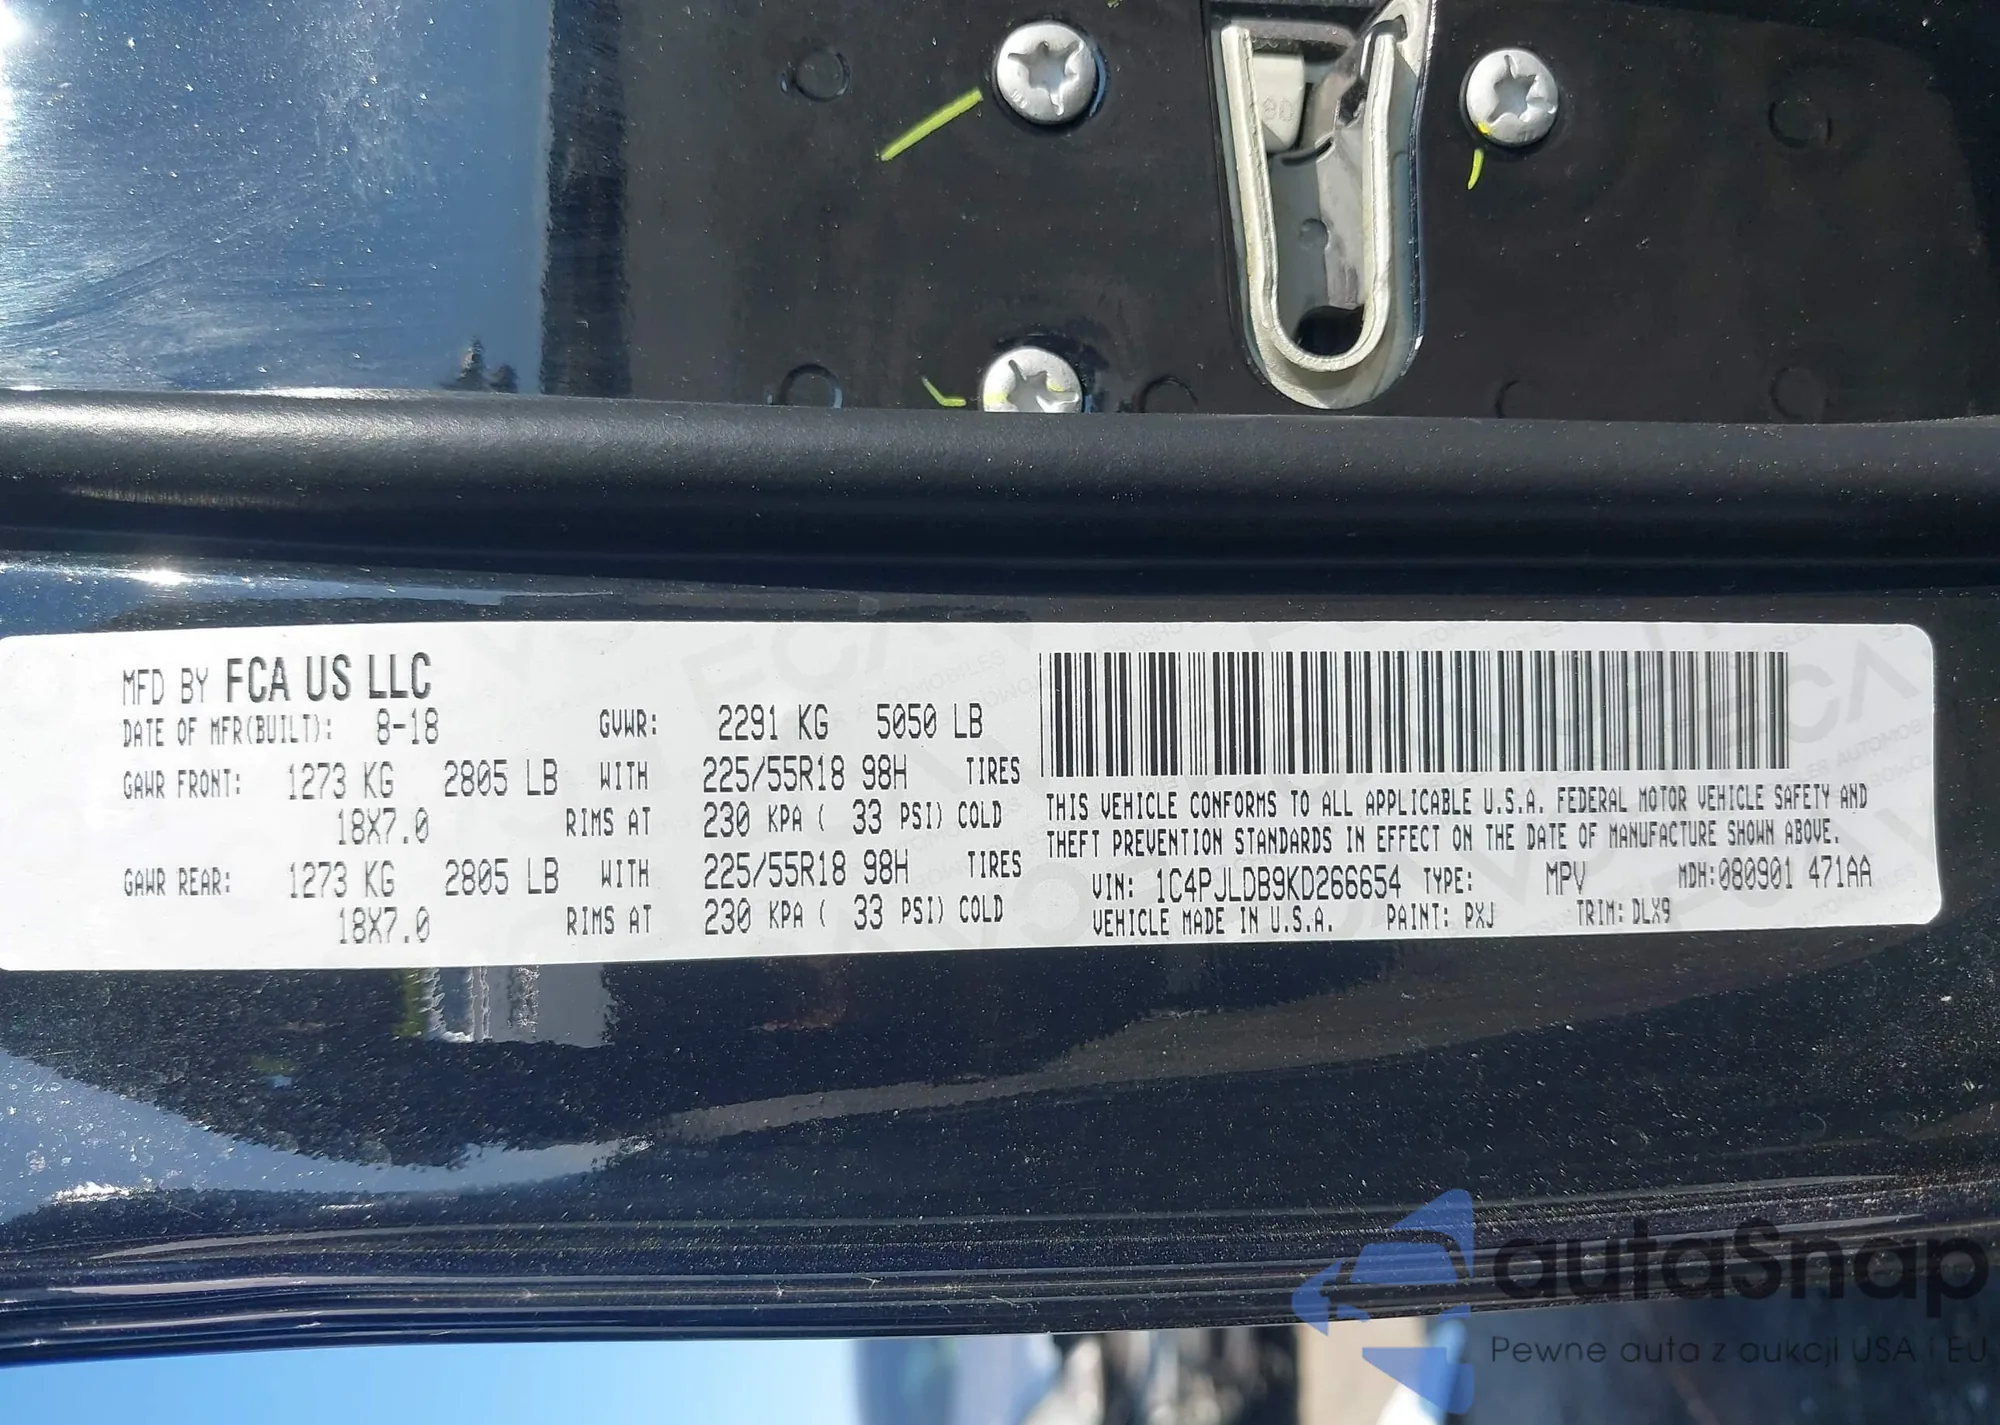 MFD BY FCA US LLC
DATE OF MFR(BUILT): 8-18 GVWR: 2291 KG 5050 LB
GAWR FRONT: 1273 KG 2805 LB WITH 225/55R18 98H TIRES
18X7.0 RIMS AT 230 KPA ( 33 PSI) COLD
GAWR REAR: 1273 KG 2805 LB WITH 225/55R18 98H TIRES
18X7.0 RIMS AT 230 KPA ( 33 PSI) COLD
THIS VEHICLE CONFORMS TO ALL APPLICABLE U.S.A. FEDERAL MOTOR VEHICLE SAFETY AND
THEFT PREVENTION STANDARDS IN EFFECT ON THE DATE OF MANUFACTURE SHOWN ABOVE.
VIN: 1C4PJLDB9KD266654 TYPE: MPV MDH:080901 471AA
VEHICLE MADE IN U.S.A. PAINT: PXJ TRIM: DLX9
autaSnap
Pewne auta z aukcji USA i EU